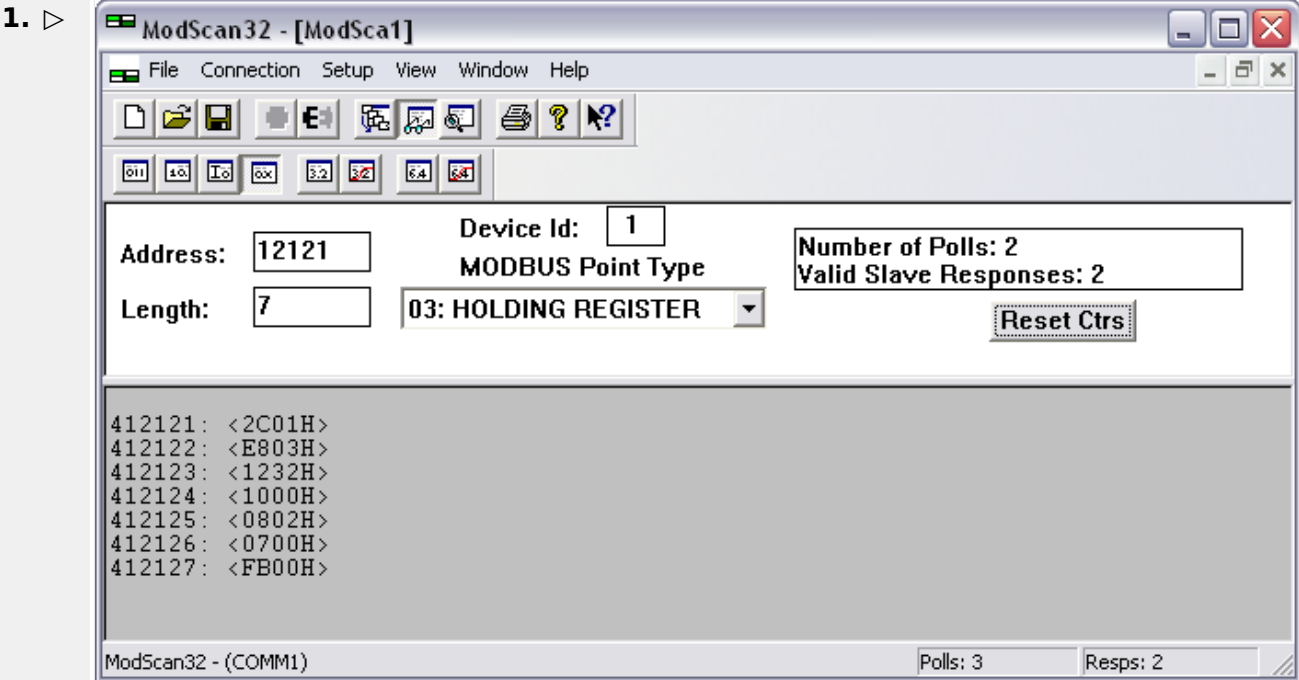 1. ▷
ModScan32 - [ModSca1]
File Connection Setup View Window Help
Address: 12121
Device Id: 1
MODBUS Point Type
Length: 7
03: HOLDING REGISTER
Number of Polls: 2
Valid Slave Responses: 2
Reset Ctrs
412121: <2C01H>
412122: <E803H>
412123: <1232H>
412124: <1000H>
412125: <0802H>
412126: <0700H>
412127: <FB00H>
ModScan32 - (COMM1) Polls: 3 Resps: 2